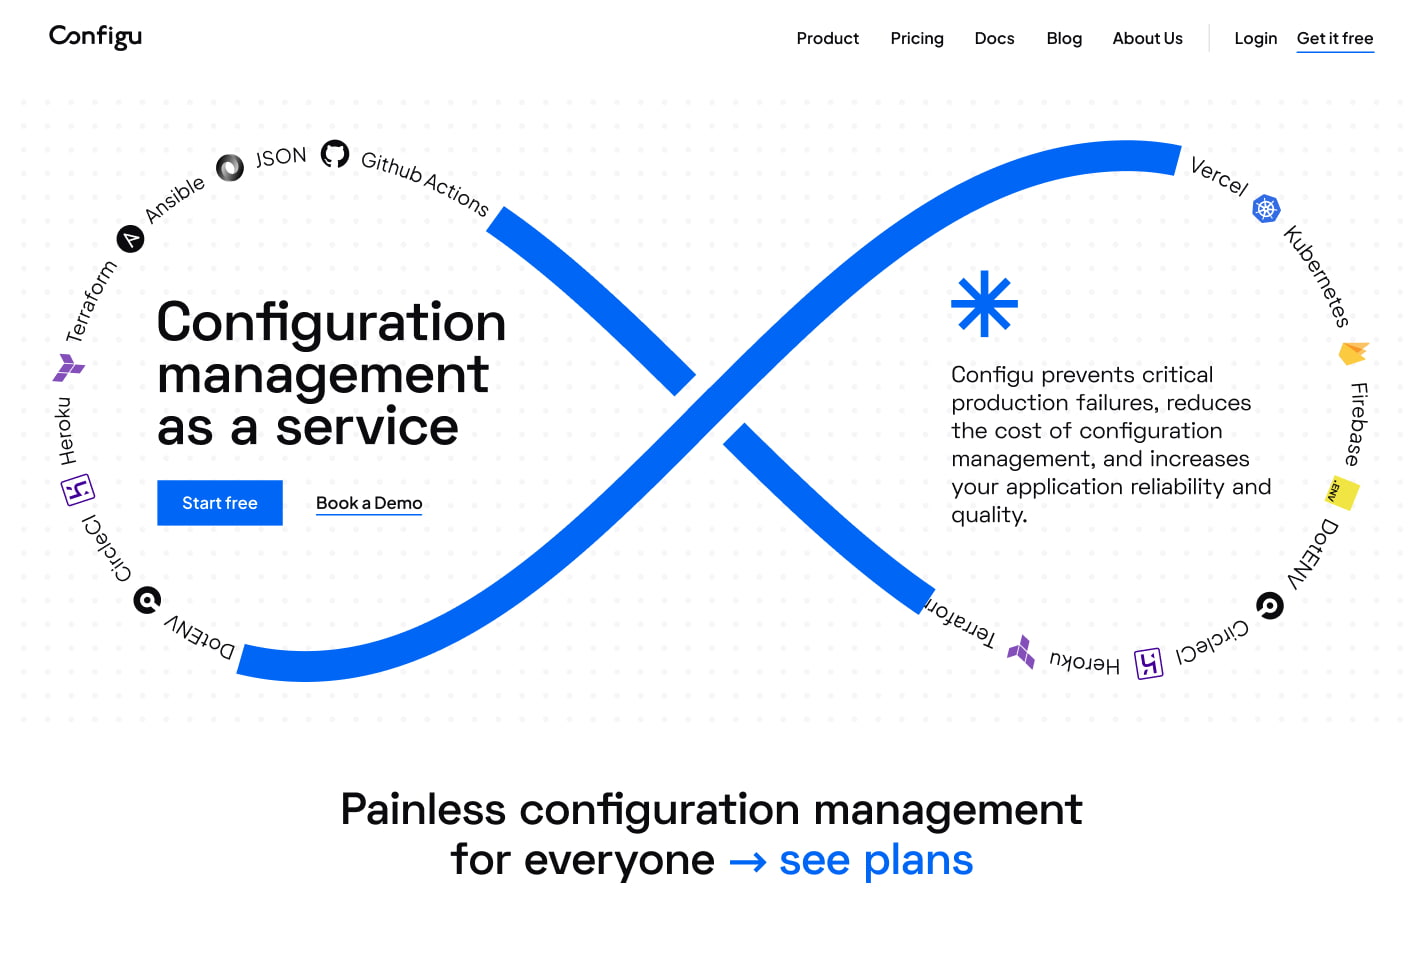 Configu
Product
Pricing
Docs
Blog
About Us
Login
Get it free
Github Actions
JSON
Ansible
Terraform
Heroku
CircleCI
DotENV
Configuration
management
as a service
Start free
Book a Demo
Vercel
Kubernetes
Firebase
.ENV
DotENV
CircleCI
Heroku
Configu prevents critical
production failures, reduces
the cost of configuration
management, and increases
your application reliability and
quality.
Painless configuration management
for everyone → see plans